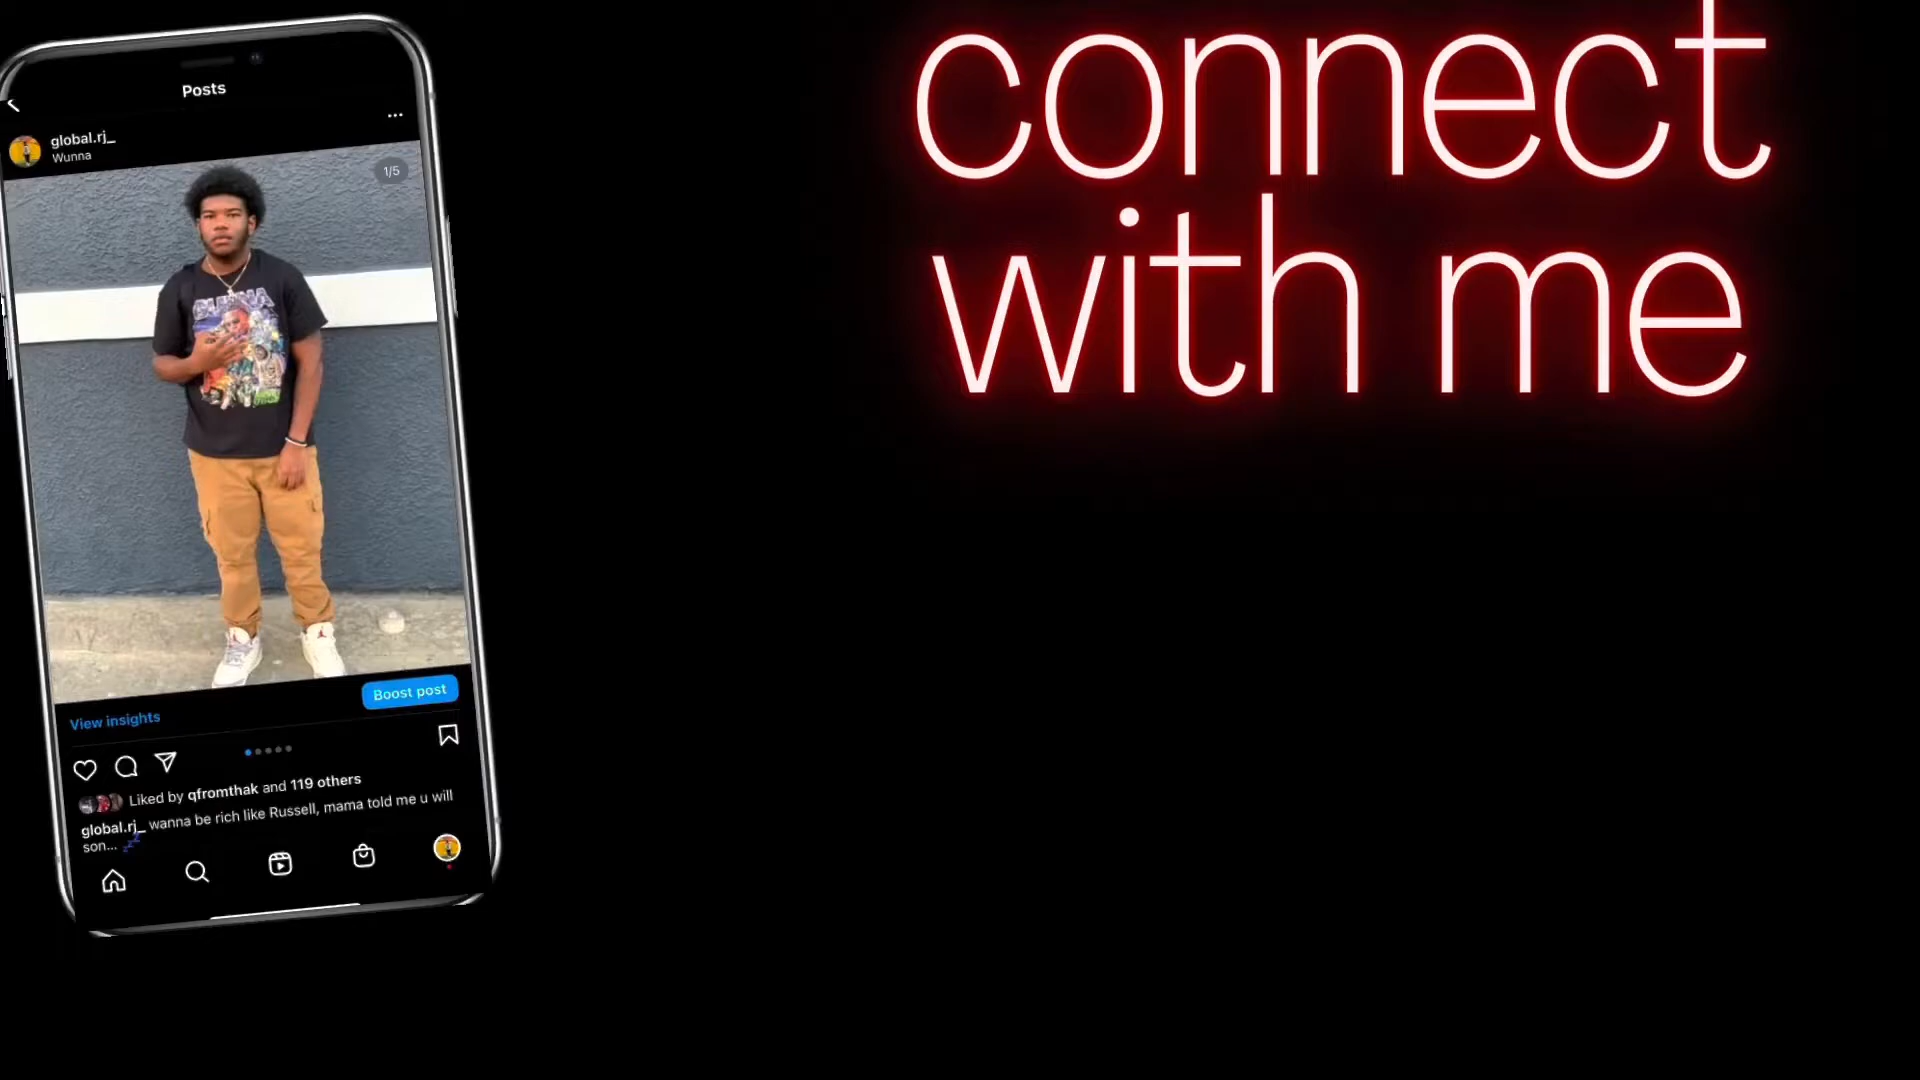 Posts
global.rj_
Wunna
1/5
Boost post
View insights
Liked by qfromthak and 119 others
global.rj_ wanna be rich like Russell, mama told me u will
son... 💤
connect
with me